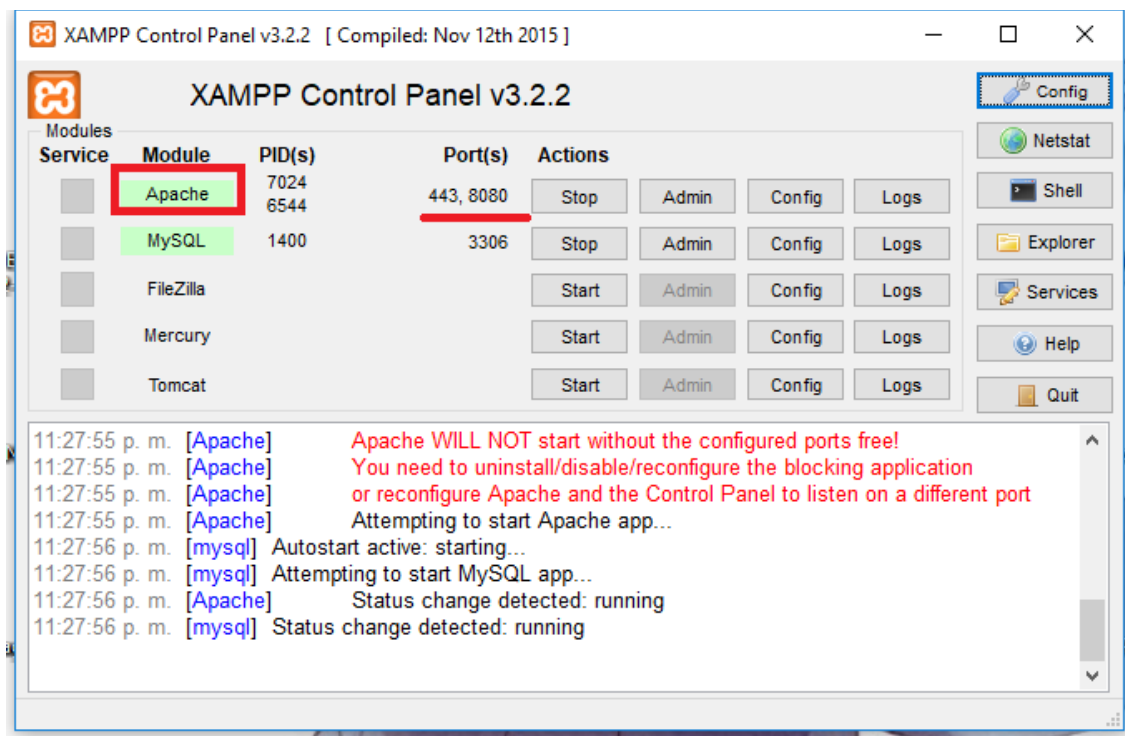 XAMPP Control Panel v3.2.2 [ Compiled: Nov 12th 2015 ]
XAMPP Control Panel v3.2.2
Config
Modules
Service Module PID(s) Port(s) Actions
Netstat
Apache 7024 6544 443, 8080 Stop Admin Config Logs
Shell
MySQL 1400 3306 Stop Admin Config Logs
Explorer
FileZilla Start Admin Config Logs
Services
Mercury Start Admin Config Logs
Help
Tomcat Start Admin Config Logs
Quit
11:27:55 p. m. [Apache] Apache WILL NOT start without the configured ports free!
11:27:55 p. m. [Apache] You need to uninstall/disable/reconfigure the blocking application
11:27:55 p. m. [Apache] or reconfigure Apache and the Control Panel to listen on a different port
11:27:55 p. m. [Apache] Attempting to start Apache app...
11:27:56 p. m. [mysql] Autostart active: starting...
11:27:56 p. m. [mysql] Attempting to start MySQL app...
11:27:56 p. m. [Apache] Status change detected: running
11:27:56 p. m. [mysql] Status change detected: running